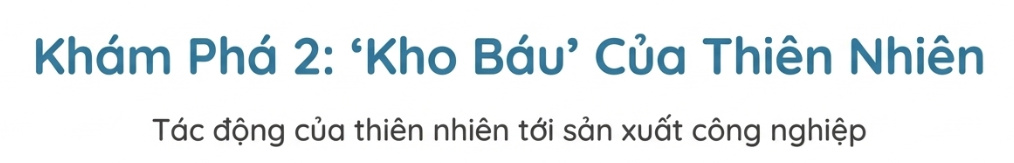 Khám Phá 2: ‘Kho Báu’ Của Thiên Nhiên
Tác động của thiên nhiên tới sản xuất công nghiệp